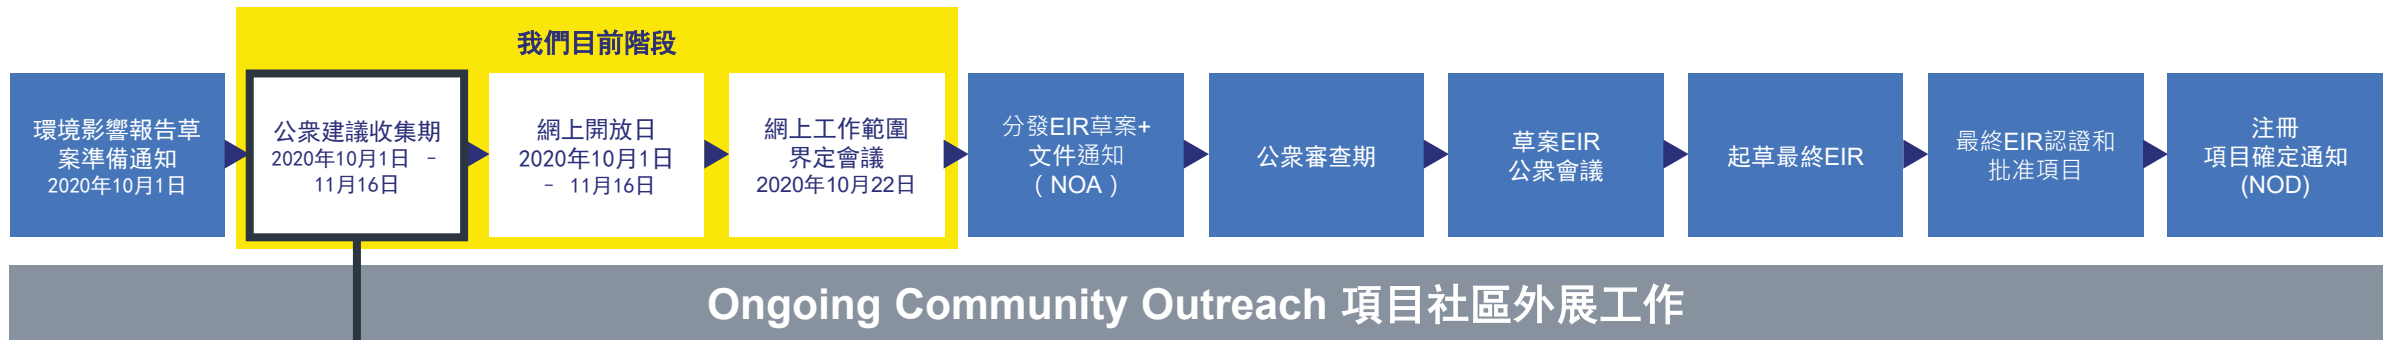 我們目前階段
環境影響報告草
案準備通知
2020年10月1日
公眾建議收集期
2020年10月1日 -
11月16日
網上開放日
2020年10月1日
- 11月16日
網上工作範圍
界定會議
2020年10月22日
分發EIR草案+
文件通知
（NOA）
公眾審查期
草案EIR
公眾會議
起草最終EIR
最終EIR認證和
批准項目
注冊
項目確定通知
(NOD)
Ongoing Community Outreach 項目社區外展工作